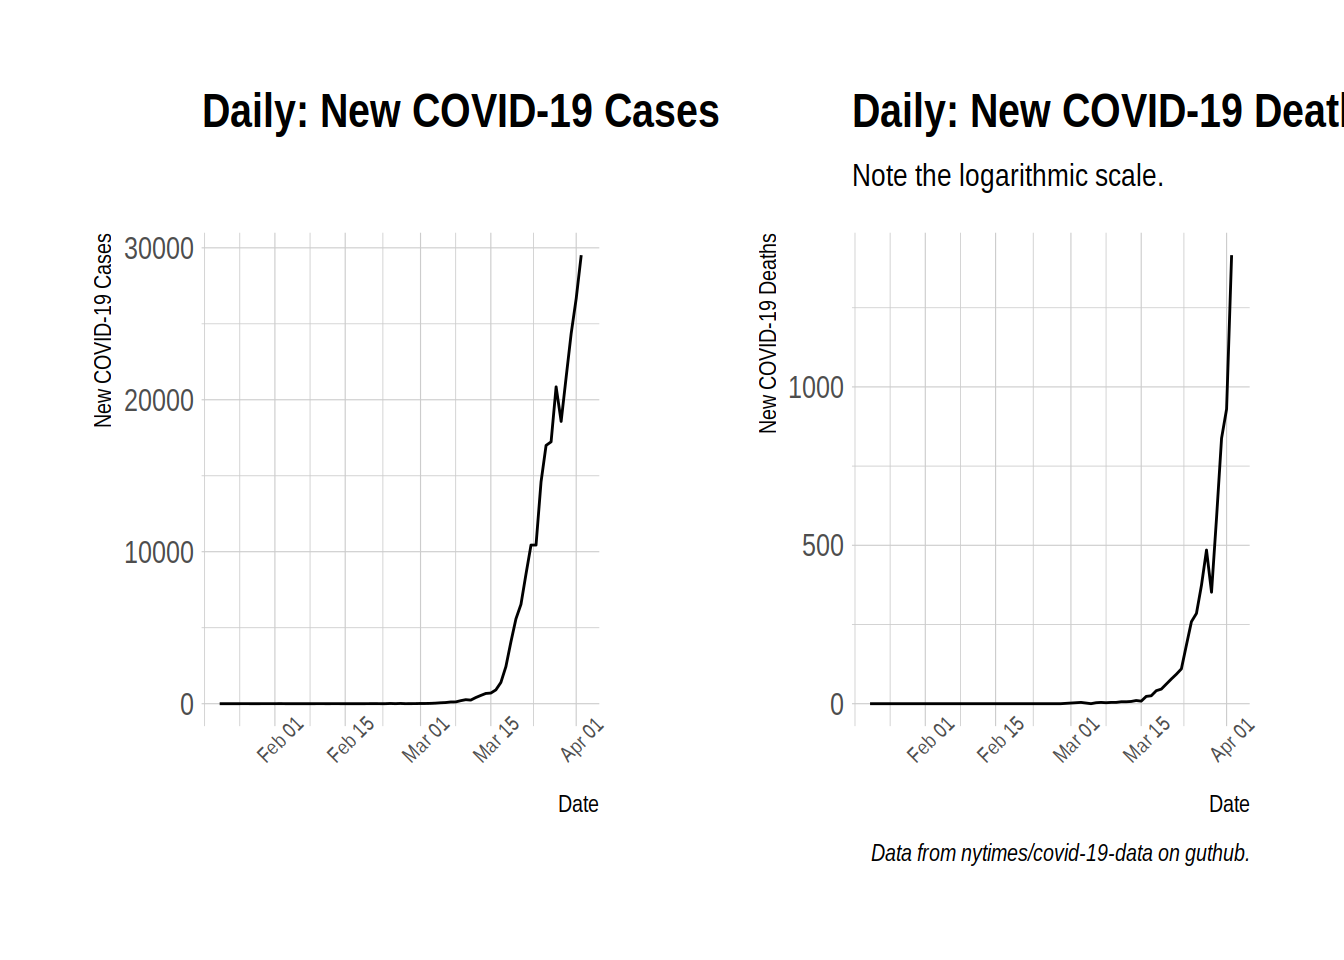 Daily: New COVID-19 Cases
New COVID-19 Cases
30000
20000
10000
0
Feb 01
Feb 15
Mar 01
Mar 15
Apr 01
Date
Daily: New COVID-19 Deat
Note the logarithmic scale.
New COVID-19 Deaths
1000
500
0
Feb 01
Feb 15
Mar 01
Mar 15
Apr 01
Date
Data from nytimes/covid-19-data on guthub.